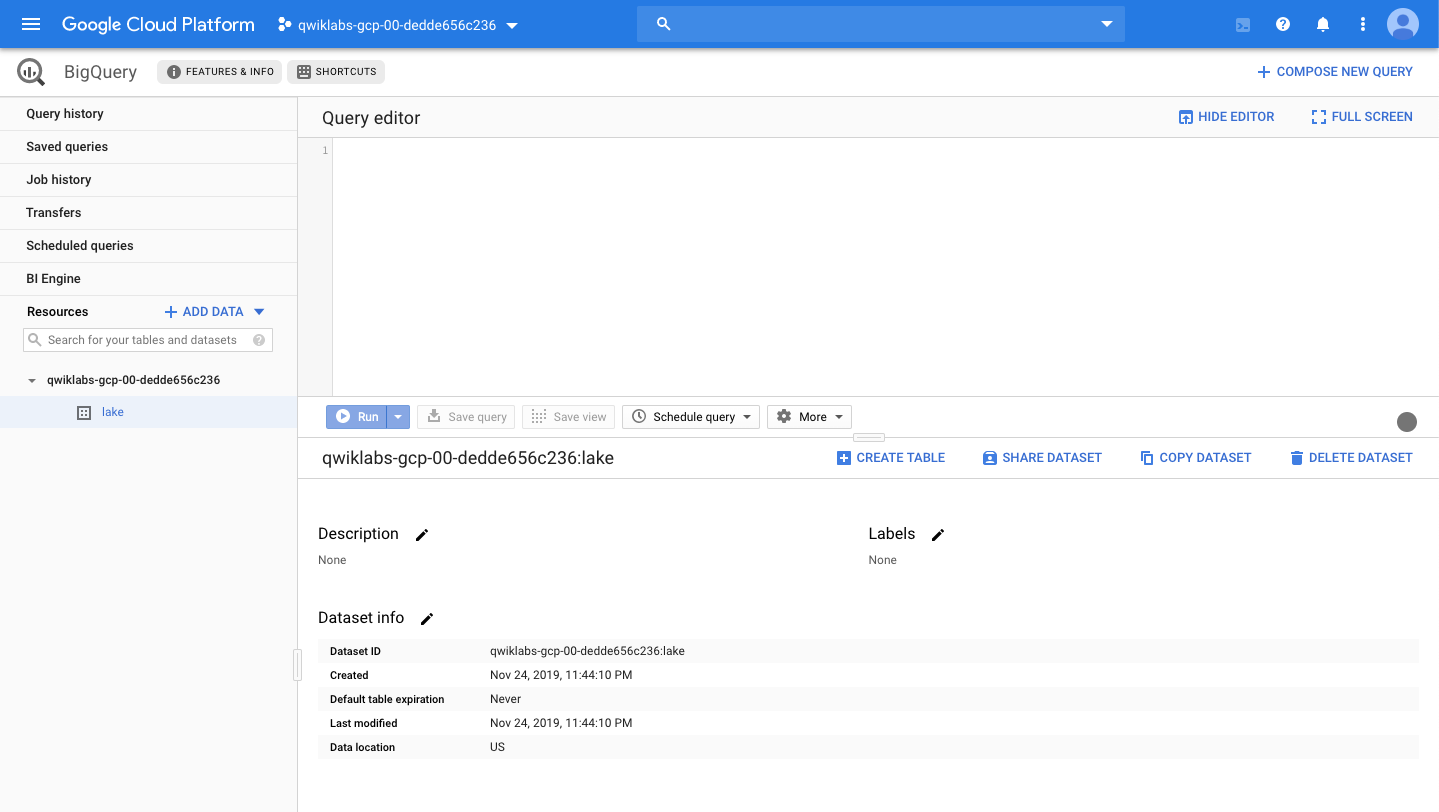 Google Cloud Platform qwiklabs-gcp-00-dedde656c236
BigQuery FEATURES & INFO SHORTCUTS COMPOSE NEW QUERY
Query history
Saved queries
Job history
Transfers
Scheduled queries
BI Engine
Resources ADD DATA
Search for your tables and datasets
qwiklabs-gcp-00-dedde656c236
lake
Query editor HIDE EDITOR FULL SCREEN
1
Run Save query Save view Schedule query More
qwiklabs-gcp-00-dedde656c236:lake CREATE TABLE SHARE DATASET COPY DATASET DELETE DATASET
Description Labels
None None
Dataset info
Dataset ID qwiklabs-gcp-00-dedde656c236:lake
Created Nov 24, 2019, 11:44:10 PM
Default table expiration Never
Last modified Nov 24, 2019, 11:44:10 PM
Data location US